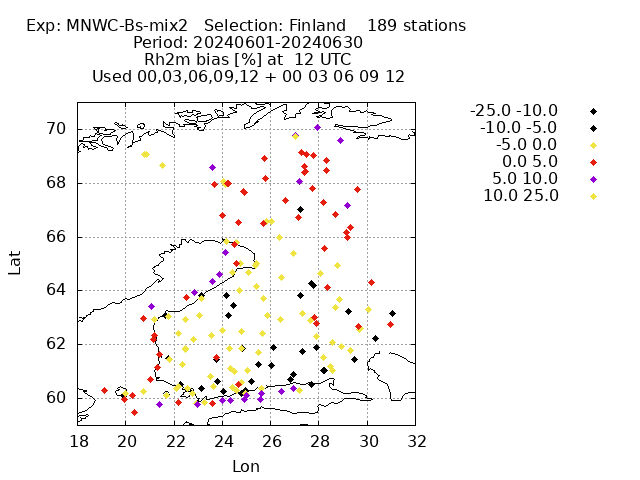 Exp: MNWC-Bs-mix2   Selection: Finland    189 stations
Period: 20240601-20240630
Rh2m bias [%] at  12 UTC
Used 00,03,06,09,12 + 00 03 06 09 12
-25.0 -10.0
-10.0 -5.0
-5.0 0.0
0.0 5.0
5.0 10.0
10.0 25.0
70
68
66
64
62
60
Lat
18 20 22 24 26 28 30 32
Lon